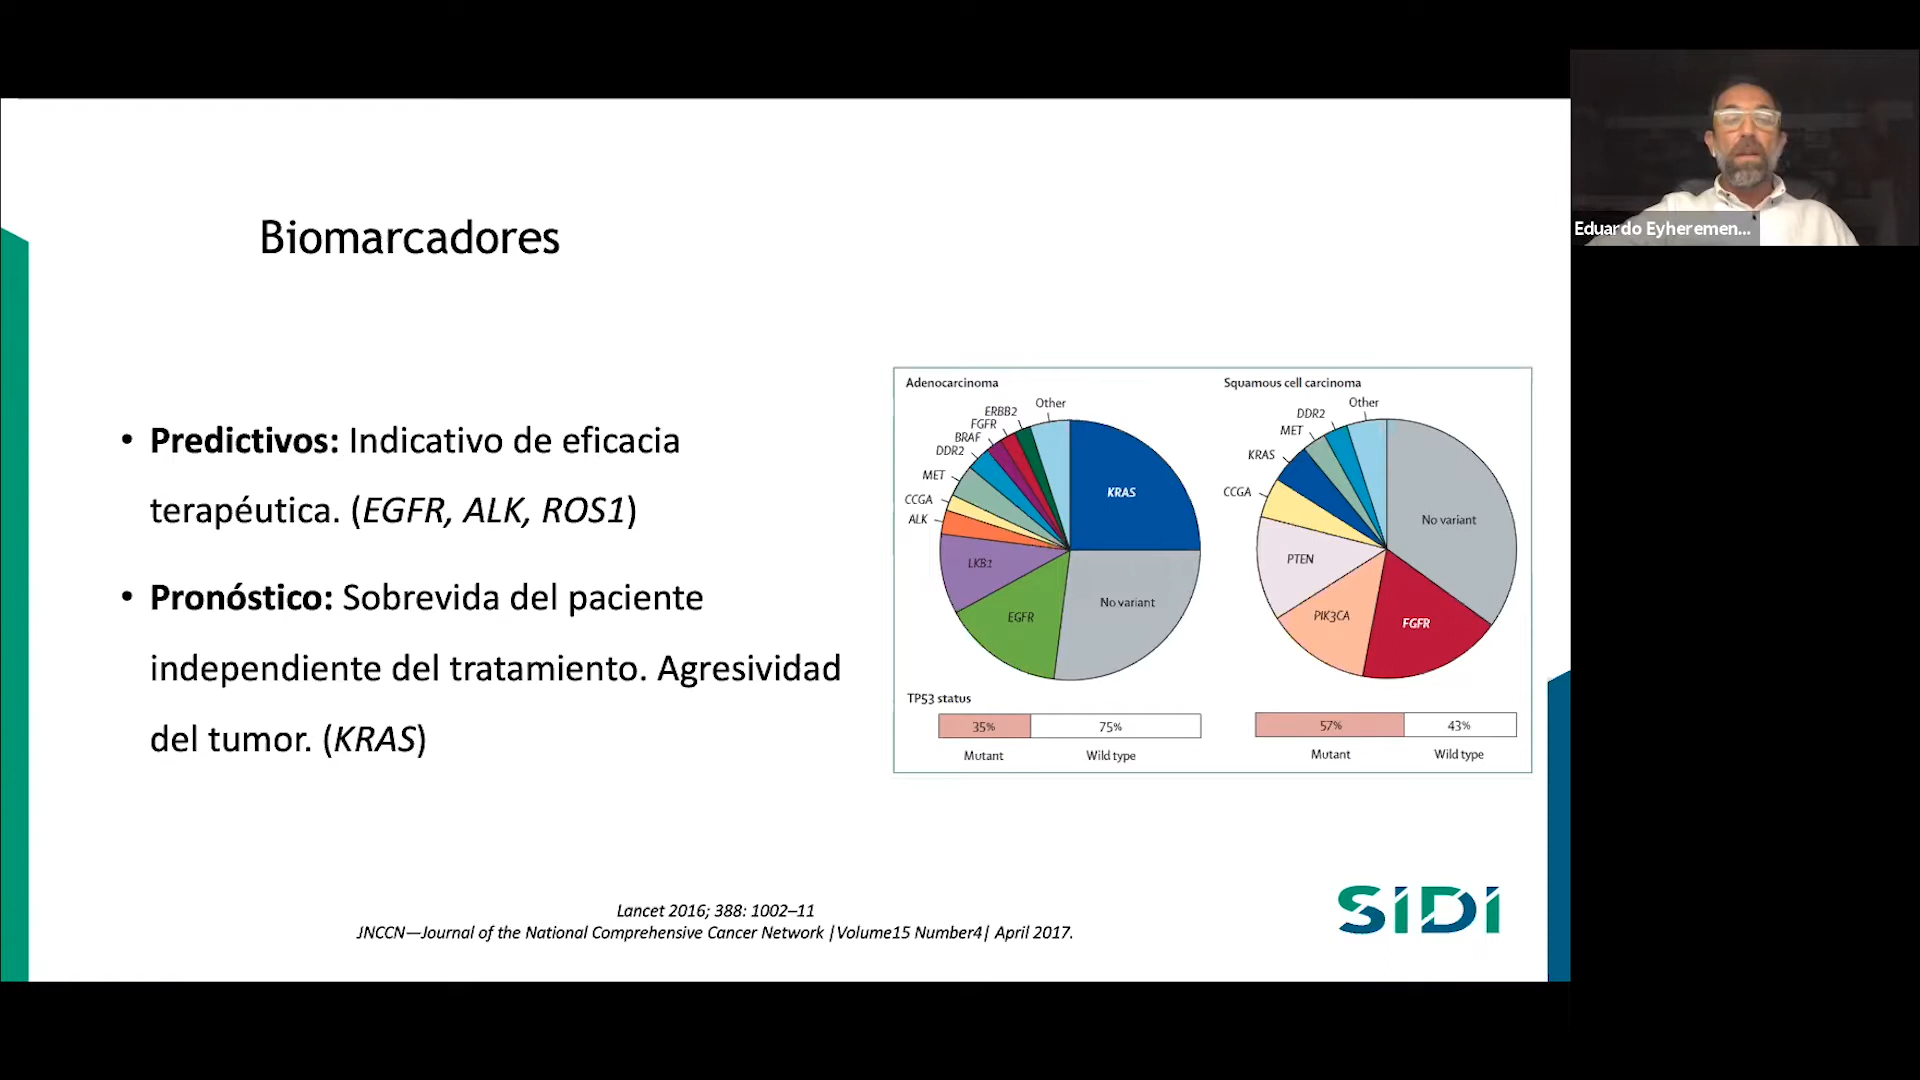 Eduardo Eyheremen...
Biomarcadores
• Predictivos: Indicativo de eficacia
terapéutica. (EGFR, ALK, ROS1)
• Pronóstico: Sobrevida del paciente
independiente del tratamiento. Agresividad
del tumor. (KRAS)
Adenocarcinoma
Other
ERBB2
FGFR
BRAF
DDR2
MET
CCGA
ALK
LKB1
EGFR
KRAS
No variant
TP53 status
35%
75%
Mutant
Wild type
Squamous cell carcinoma
Other
DDR2
MET
KRAS
CCGA
PTEN
PIK3CA
FGFR
No variant
57%
43%
Mutant
Wild type
Lancet 2016; 388: 1002–11
JNCCN—Journal of the National Comprehensive Cancer Network |Volume15 Number4| April 2017.
SIDI